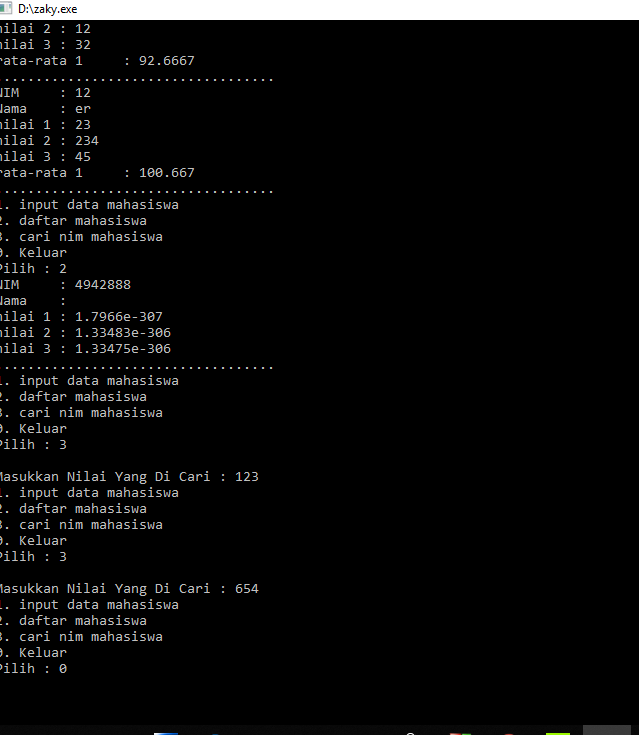 D:\zaky.exe
nilai 2 : 12
nilai 3 : 32
rata-rata 1 : 92.6667
..................................
NIM : 12
Nama : er
nilai 1 : 23
nilai 2 : 234
nilai 3 : 45
rata-rata 1 : 100.667
..................................
1. input data mahasiswa
2. daftar mahasiswa
3. cari nim mahasiswa
0. Keluar
Pilih : 2
NIM : 4942888
Nama :
nilai 1 : 1.7966e-307
nilai 2 : 1.33483e-306
nilai 3 : 1.33475e-306
..................................
1. input data mahasiswa
2. daftar mahasiswa
3. cari nim mahasiswa
0. Keluar
Pilih : 3
Masukkan Nilai Yang Di Cari : 123
1. input data mahasiswa
2. daftar mahasiswa
3. cari nim mahasiswa
0. Keluar
Pilih : 3
Masukkan Nilai Yang Di Cari : 654
1. input data mahasiswa
2. daftar mahasiswa
3. cari nim mahasiswa
0. Keluar
Pilih : 0